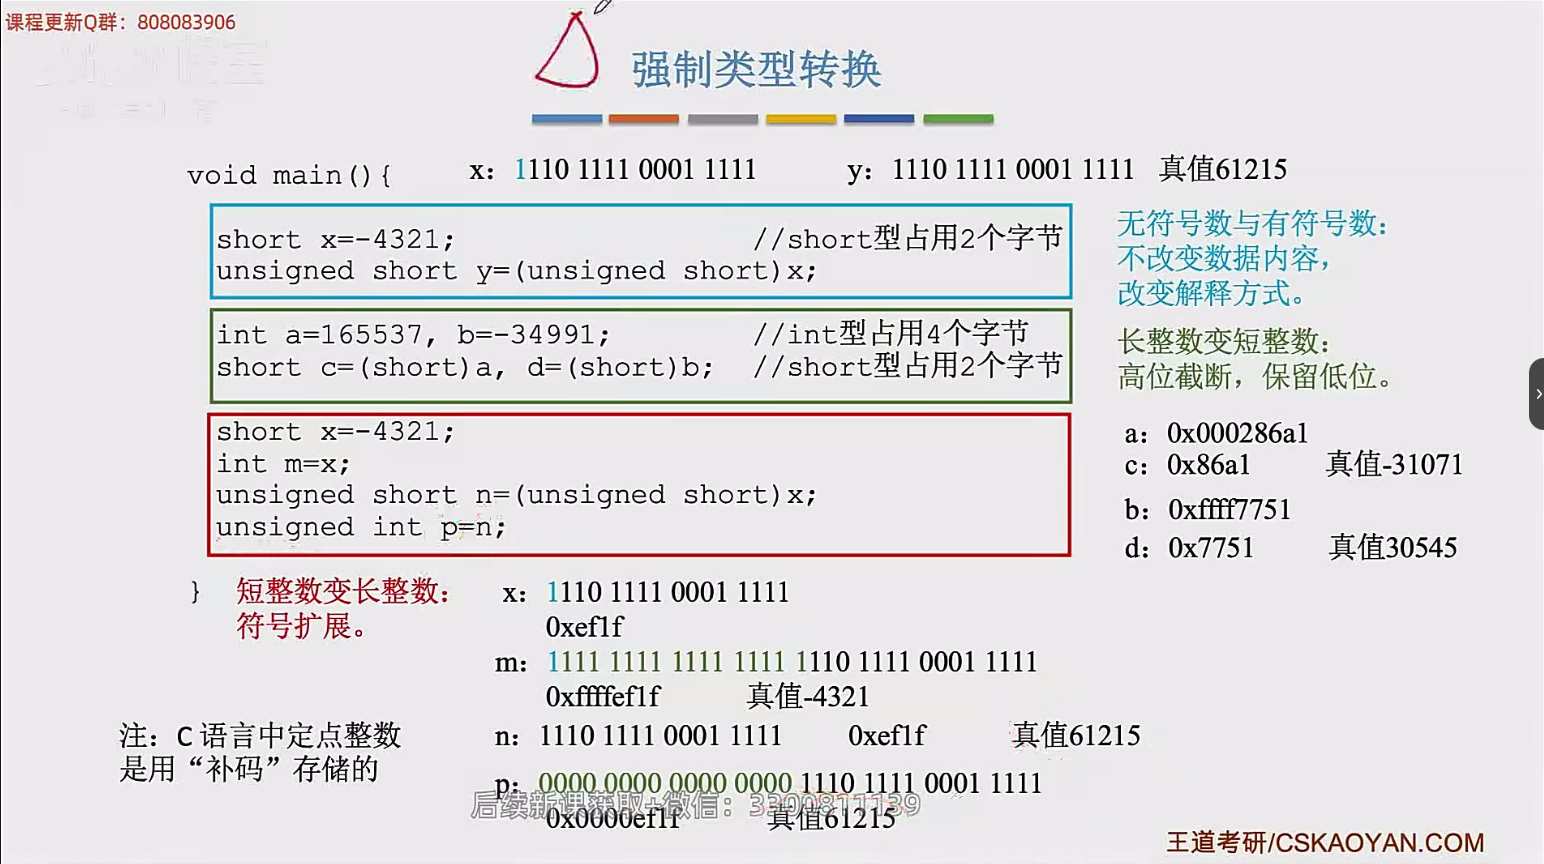 课程更新Q群：808083906
强制类型转换
void main(){
x： 1110 1111 0001 1111
y： 1110 1111 0001 1111 真值61215
short x=-4321; //short型占用2个字节
unsigned short y=(unsigned short)x;
无符号数与有符号数：
不改变数据内容，
改变解释方式。
int a=165537, b=-34991; //int型占用4个字节
short c=(short)a, d=(short)b; //short型占用2个字节
长整数变短整数：
高位截断，保留低位。
short x=-4321;
int m=x;
unsigned short n=(unsigned short)x;
unsigned int p=n;
a： 0x000286a1
c： 0x86a1 真值-31071
b： 0xffff7751
d： 0x7751 真值30545
}
短整数变长整数：
符号扩展。
x： 1110 1111 0001 1111
0xef1f
m： 1111 1111 1111 1111 1110 1111 0001 1111
0xffffef1f 真值-4321
n： 1110 1111 0001 1111 0xef1f 真值61215
p： 0000 0000 0000 0000 1110 1111 0001 1111
0x0000ef1f 真值61215
注：C 语言中定点整数
是用“补码”存储的
后续新课获取+微信：3300811139
王道考研/CSKAOYAN.COM